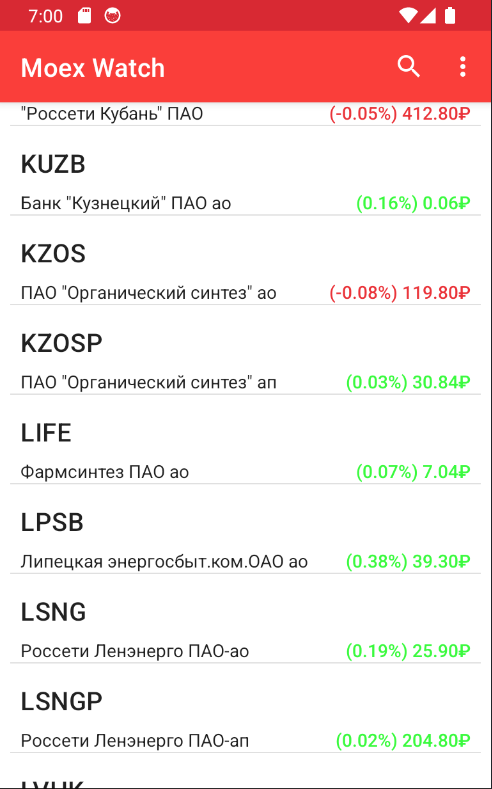 7:00
Moex Watch
"Россети Кубань" ПАО (-0.05%) 412.80₽
KUZB
Банк "Кузнецкий" ПАО ао (0.16%) 0.06₽
KZOS
ПАО "Органический синтез" ао (-0.08%) 119.80₽
KZOSP
ПАО "Органический синтез" ап (0.03%) 30.84₽
LIFE
Фармсинтез ПАО ао (0.07%) 7.04₽
LPSB
Липецкая энергосбыт.ком.ОАО ао (0.38%) 39.30₽
LSNG
Россети Ленэнерго ПАО-ао (0.19%) 25.90₽
LSNGP
Россети Ленэнерго ПАО-ап (0.02%) 204.80₽